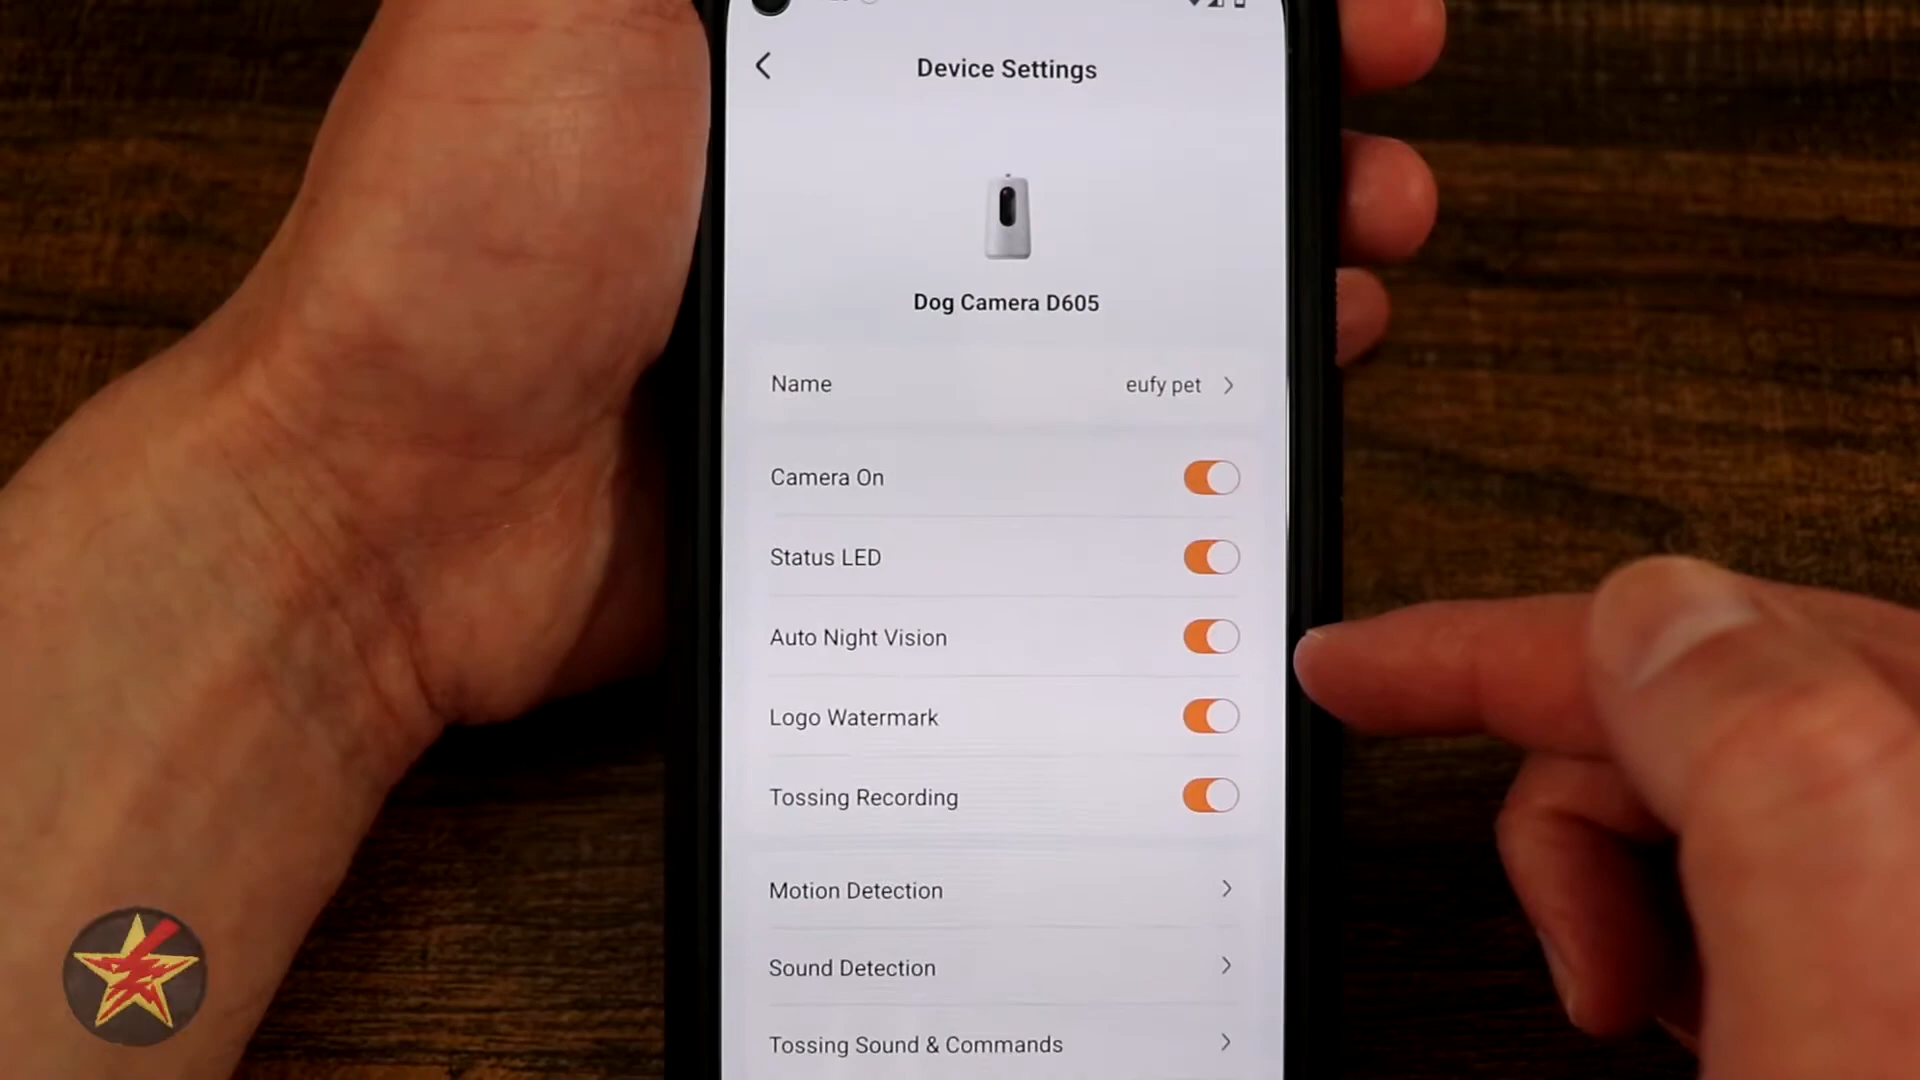 Device Settings
Dog Camera D605
Name eufy pet
Camera On
Status LED
Auto Night Vision
Logo Watermark
Tossing Recording
Motion Detection
Sound Detection
Tossing Sound & Commands